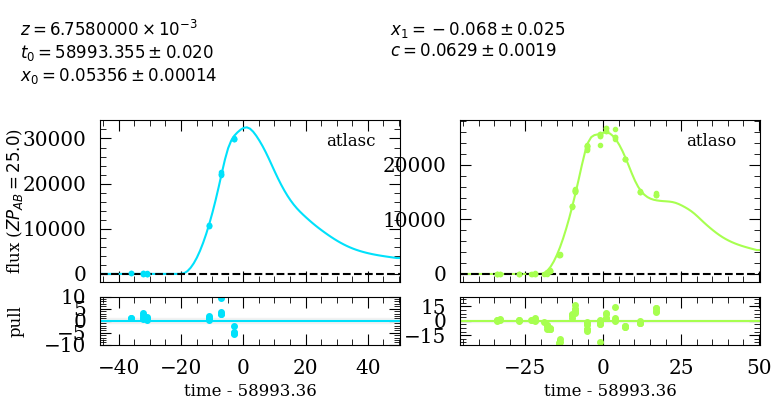 z = 6.7580000 × 10⁻³
t₀ = 58993.355 ± 0.020
x₀ = 0.05356 ± 0.00014
x₁ = −0.068 ± 0.025
c = 0.0629 ± 0.0019
flux (ZP_AB = 25.0)
30000
20000
10000
0
atlasc
20000
10000
0
atlaso
pull
10
5
0
−5
−10
−40
−20
0
20
40
time - 58993.36
15
0
−15
−25
0
25
50
time - 58993.36